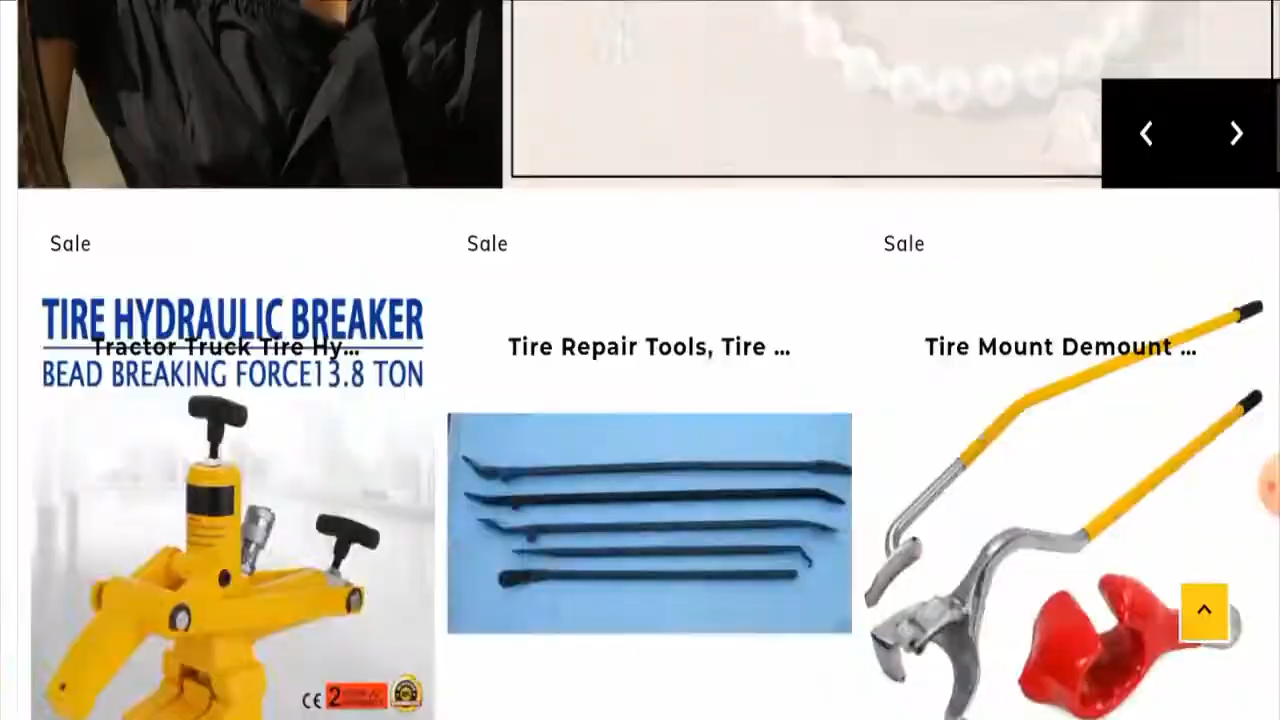 Sale
Sale
Sale
TIRE HYDRAULIC BREAKER
Tractor Truck Tire Hy...
Tire Repair Tools, Tire ...
Tire Mount Demount ...
BEAD BREAKING FORCE13.8 TON
CE 2